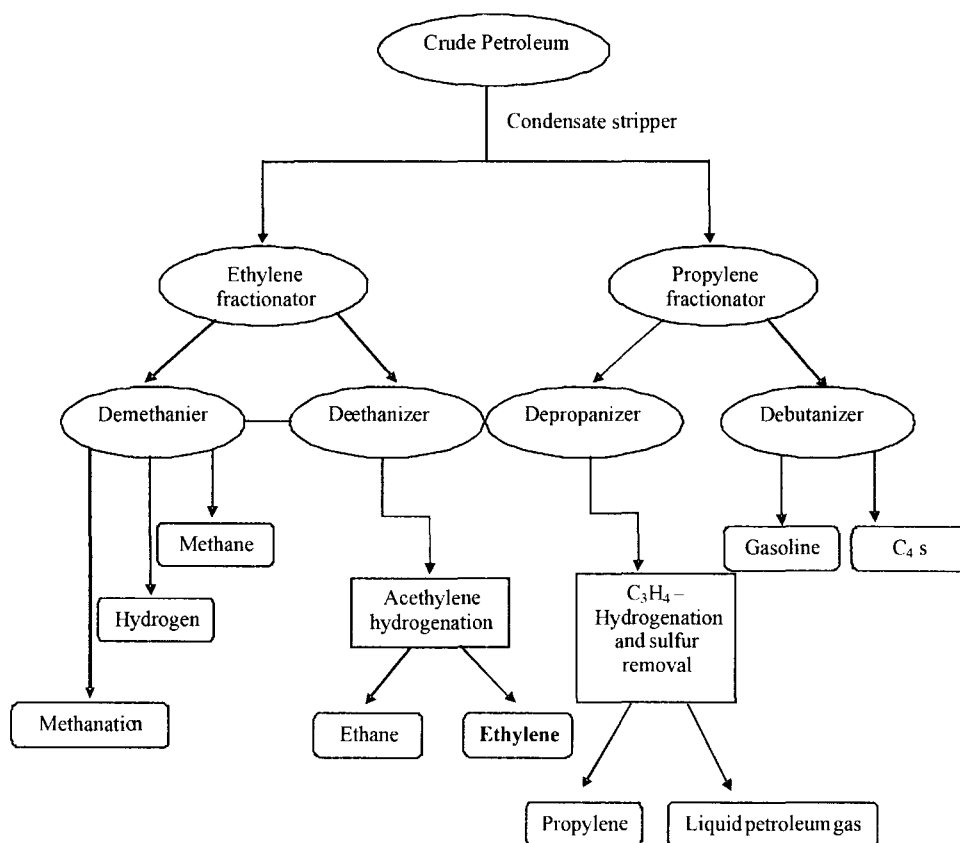 Crude Petroleum
Condensate stripper
Ethylene
fractionator
Propylene
fractionator
Demethanier
Deethanizer
Depropanizer
Debutanizer
Methane
Gasoline
C₄ s
Hydrogen
Acethylene
hydrogenation
C₃H₄ –
Hydrogenation
and sulfur
removal
Methanation
Ethane
Ethylene
Propylene
Liquid petroleum gas